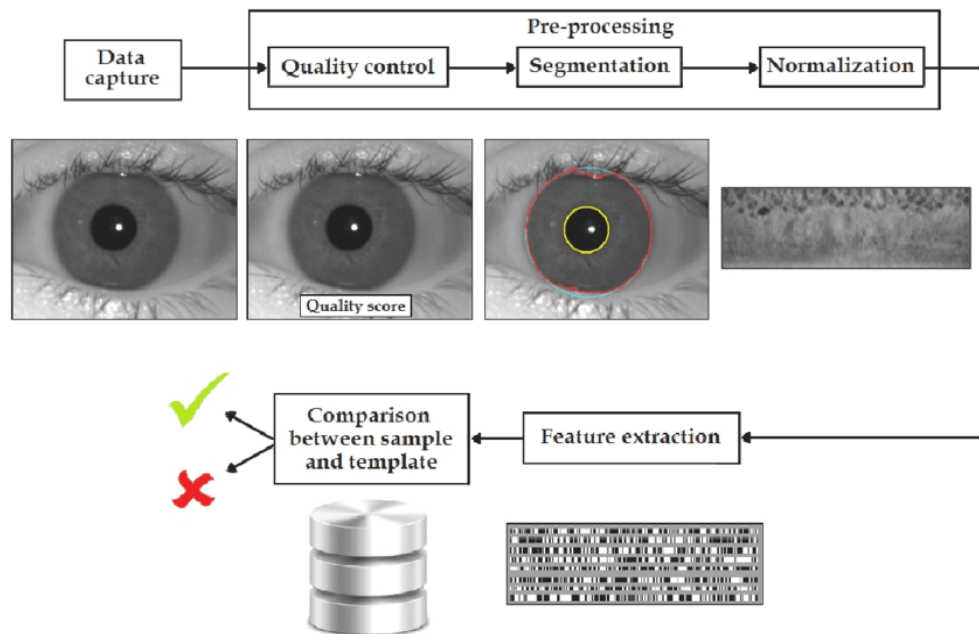 Pre-processing
Data
capture
Quality control
Segmentation
Normalization
Quality score
Comparison
between sample
and template
Feature extraction